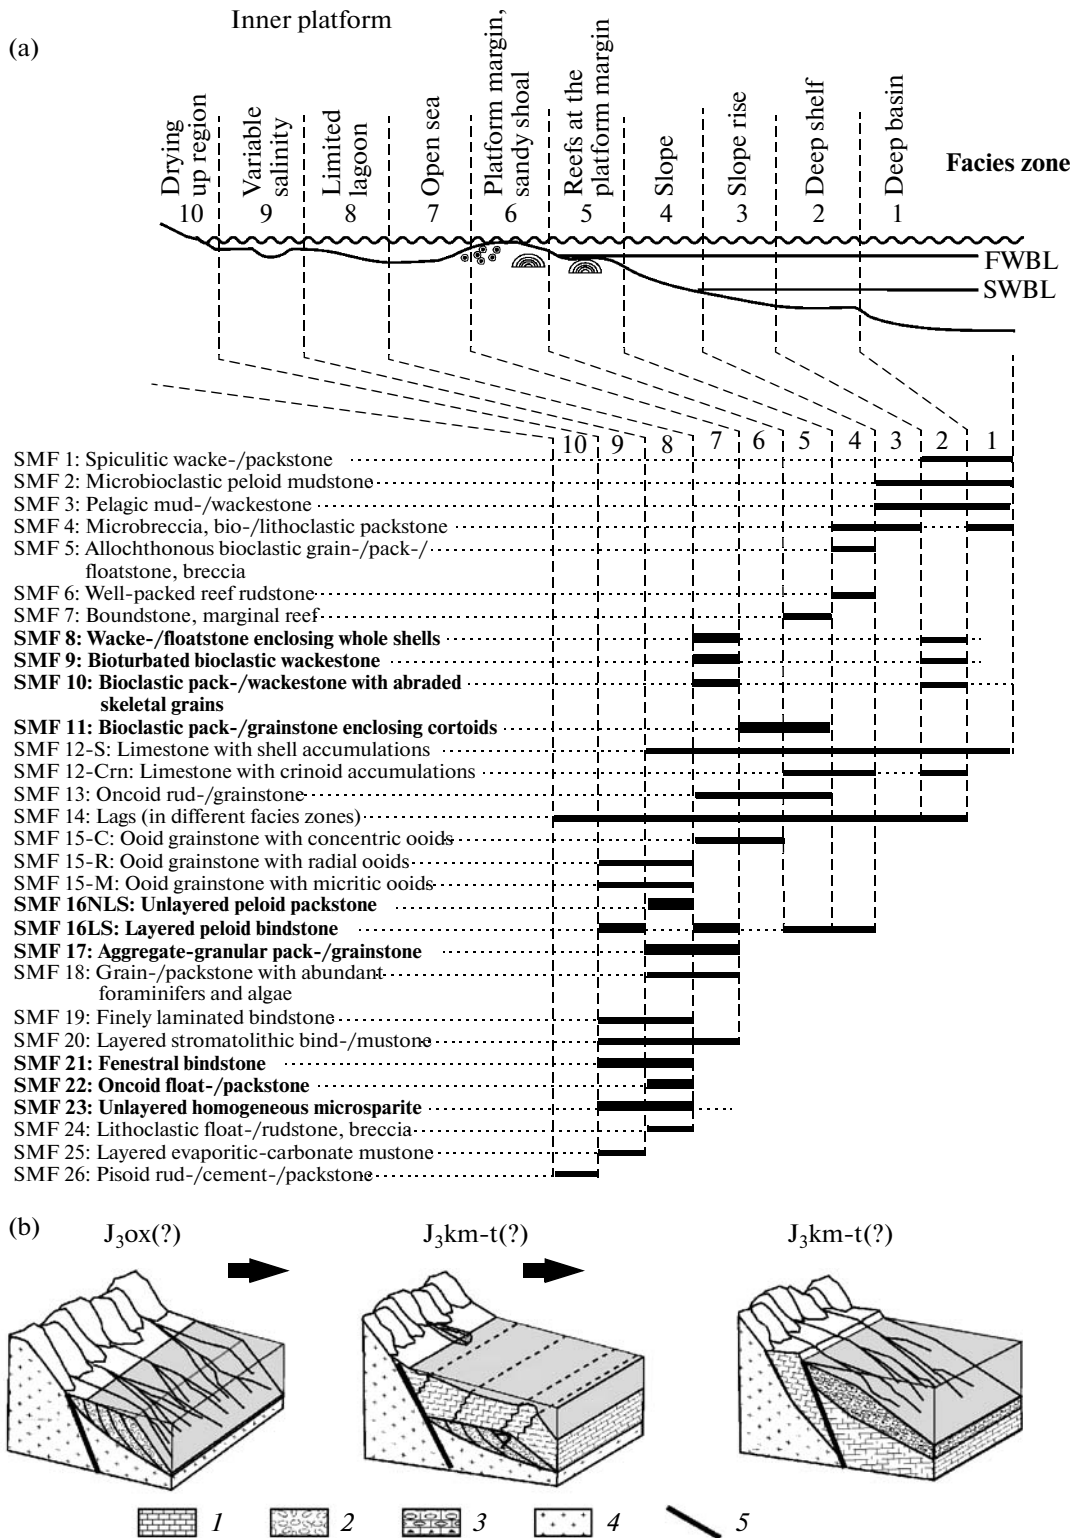 (a)
Inner platform
Drying
up region
Variable
salinity
Limited
lagoon
Open sea
Platform margin,
sandy shoal
Reefs at the
platform margin
Slope
Slope rise
Deep shelf
Deep basin
Facies zone
10 9 8 7 6 5 4 3 2 1
FWBL
SWBL
10 9 8 7 6 5 4 3 2 1
SMF 1: Spiculitic wacke-/packstone
SMF 2: Microbioclastic peloid mudstone
SMF 3: Pelagic mud-/wackestone
SMF 4: Microbreccia, bio-/lithoclastic packstone
SMF 5: Allochthonous bioclastic grain-/pack-/
floatstone, breccia
SMF 6: Well-packed reef rudstone
SMF 7: Boundstone, marginal reef
SMF 8: Wacke-/floatstone enclosing whole shells
SMF 9: Bioturbated bioclastic wackestone
SMF 10: Bioclastic pack-/wackestone with abraded
skeletal grains
SMF 11: Bioclastic pack-/grainstone enclosing cortoids
SMF 12-S: Limestone with shell accumulations
SMF 12-Crn: Limestone with crinoid accumulations
SMF 13: Oncoid rud-/grainstone
SMF 14: Lags (in different facies zones)
SMF 15-C: Ooid grainstone with concentric ooids
SMF 15-R: Ooid grainstone with radial ooids
SMF 15-M: Ooid grainstone with micritic ooids
SMF 16NLS: Unlayered peloid packstone
SMF 16LS: Layered peloid bindstone
SMF 17: Aggregate-granular pack-/grainstone
SMF 18: Grain-/packstone with abundant
foraminifers and algae
SMF 19: Finely laminated bindstone
SMF 20: Layered stromatolithic bind-/mustone
SMF 21: Fenestral bindstone
SMF 22: Oncoid float-/packstone
SMF 23: Unlayered homogeneous microsparite
SMF 24: Lithoclastic float-/rudstone, breccia
SMF 25: Layered evaporitic-carbonate mustone
SMF 26: Pisoid rud-/cement-/packstone
(b)
J3ox(?) J3km-t(?) J3km-t(?)
1 2 3 4 5